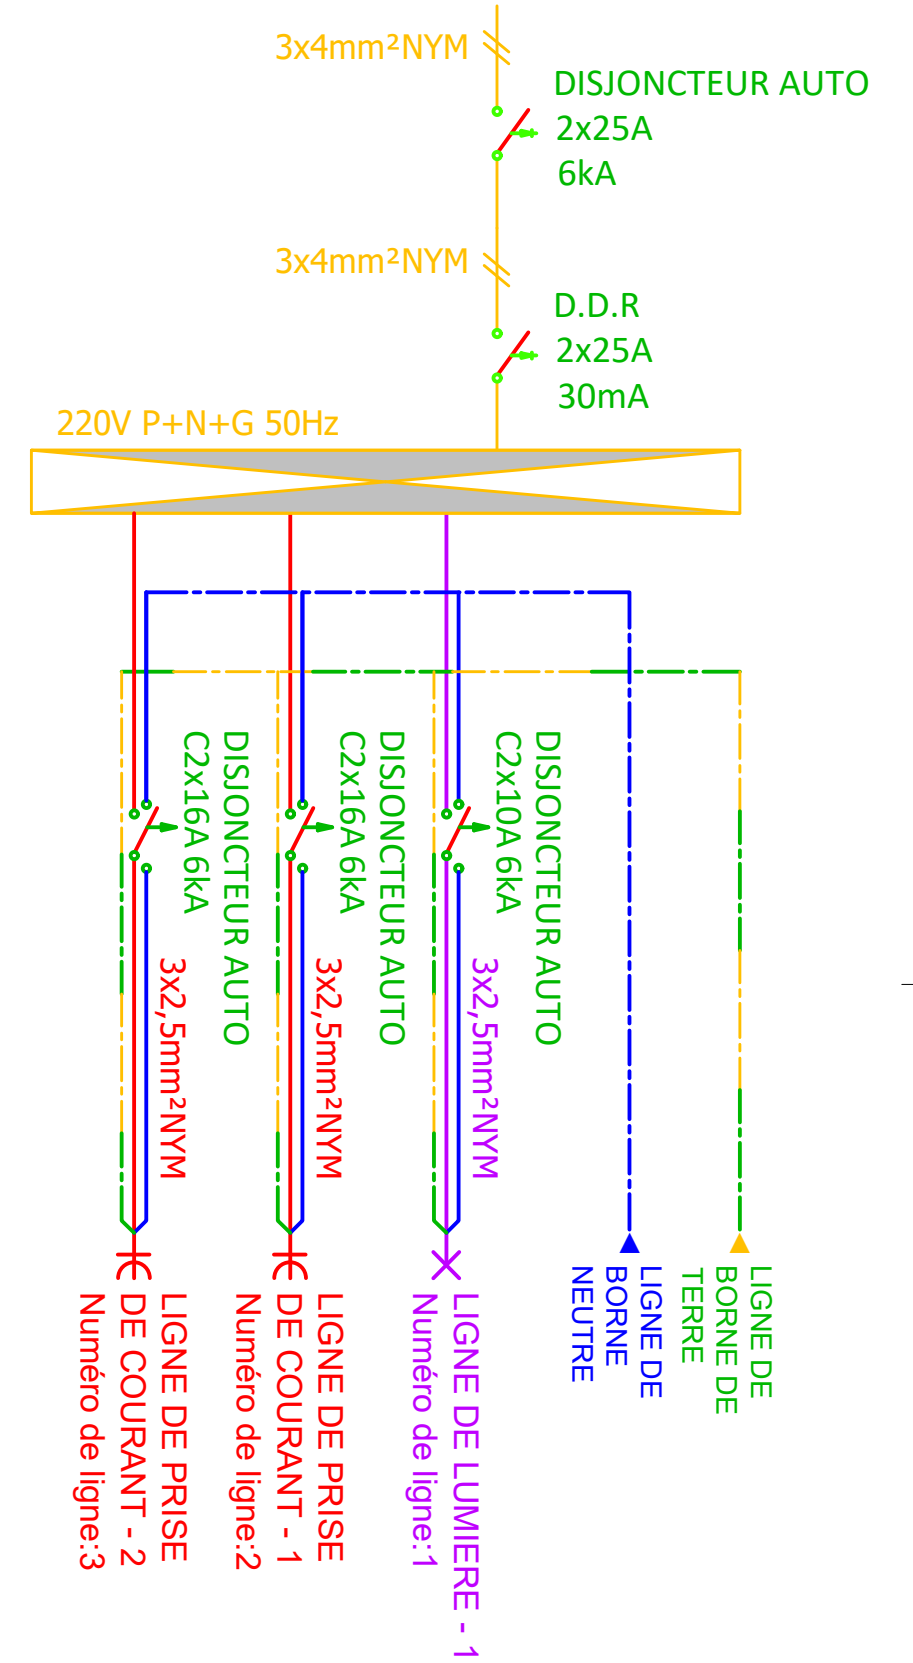 3x4mm²NYM
DISJONCTEUR AUTO
2x25A
6kA
3x4mm²NYM
D.D.R
2x25A
30mA
220V P+N+G 50Hz
DISJONCTEUR AUTO
C2x16A 6kA
3x2,5mm²NYM
DISJONCTEUR AUTO
C2x16A 6kA
3x2,5mm²NYM
DISJONCTEUR AUTO
C2x10A 6kA
3x2,5mm²NYM
LIGNE DE PRISE
DE COURANT - 2
Numéro de ligne:3
LIGNE DE PRISE
DE COURANT - 1
Numéro de ligne:2
LIGNE DE LUMIERE - 1
Numéro de ligne:1
LIGNE DE
BORNE
NEUTRE
LIGNE DE
BORNE DE
TERRE